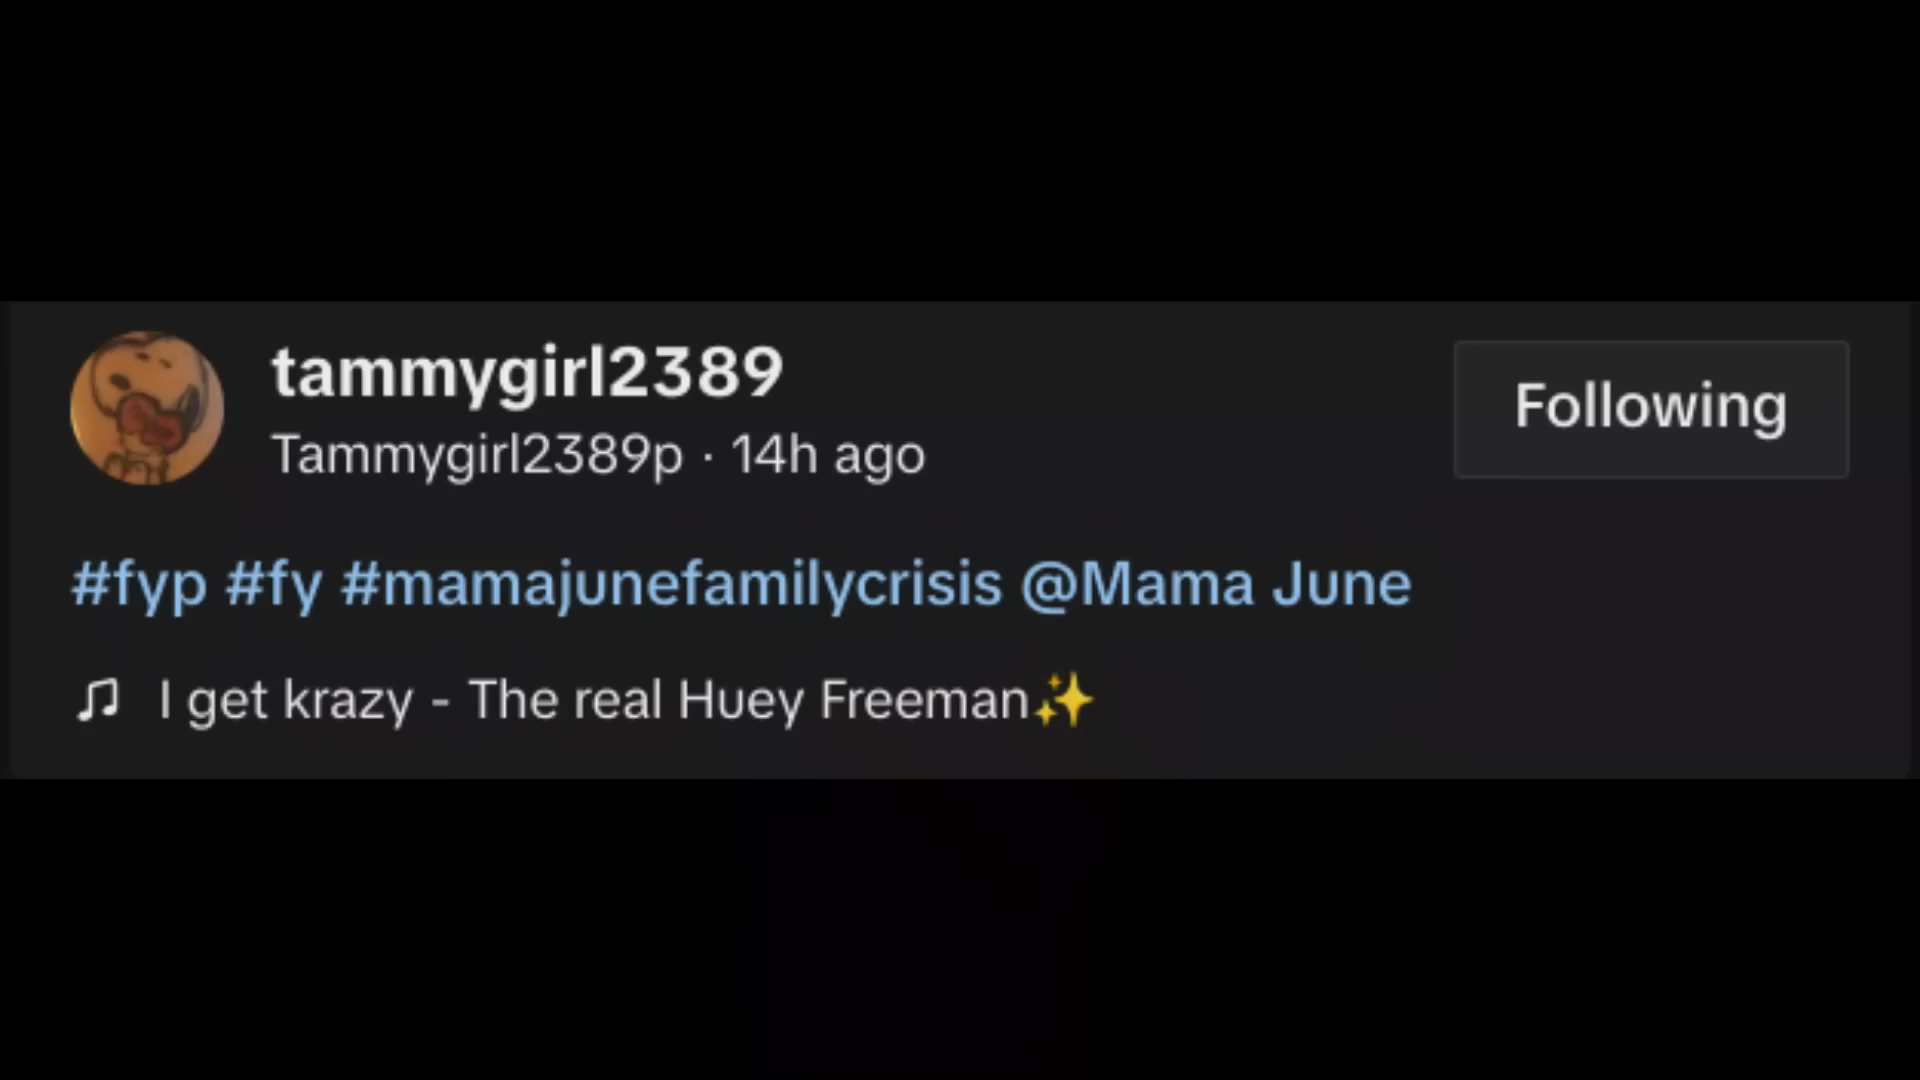 tammygirl2389
Tammygirl2389p · 14h ago
Following
#fyp #fy #mamajunefamilycrisis @Mama June
I get krazy - The real Huey Freeman✨